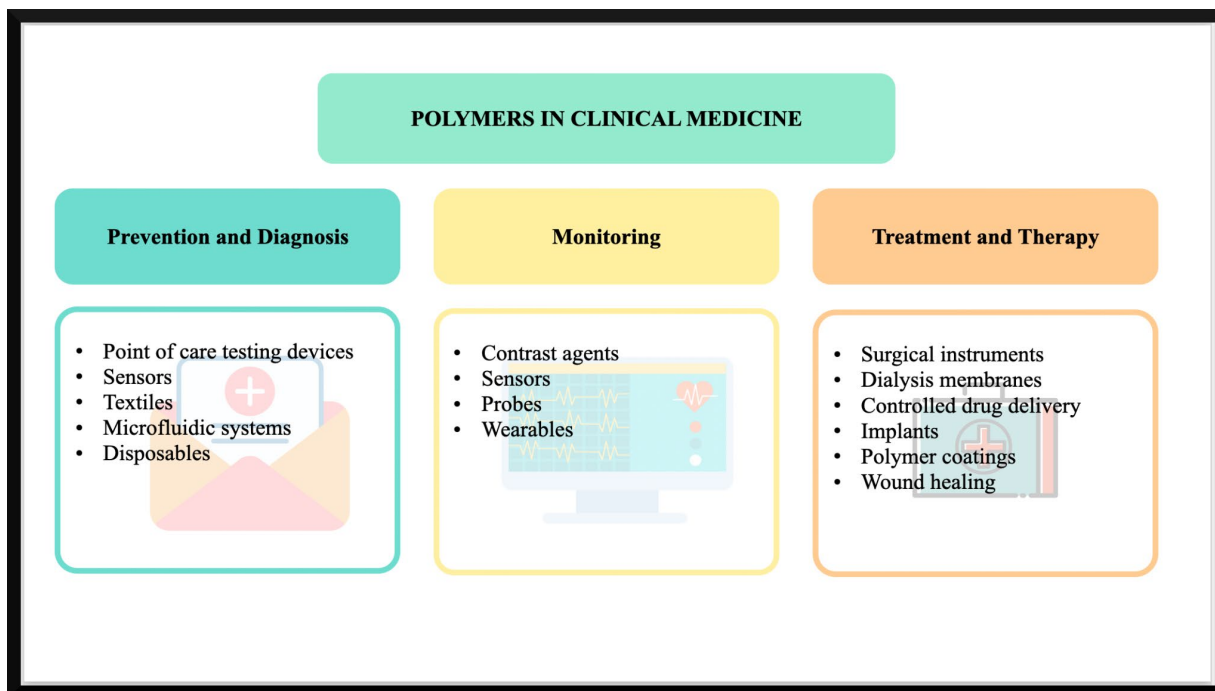 POLYMERS IN CLINICAL MEDICINE
Prevention and Diagnosis
• Point of care testing devices
• Sensors
• Textiles
• Microfluidic systems
• Disposables
Monitoring
• Contrast agents
• Sensors
• Probes
• Wearables
Treatment and Therapy
• Surgical instruments
• Dialysis membranes
• Controlled drug delivery
• Implants
• Polymer coatings
• Wound healing